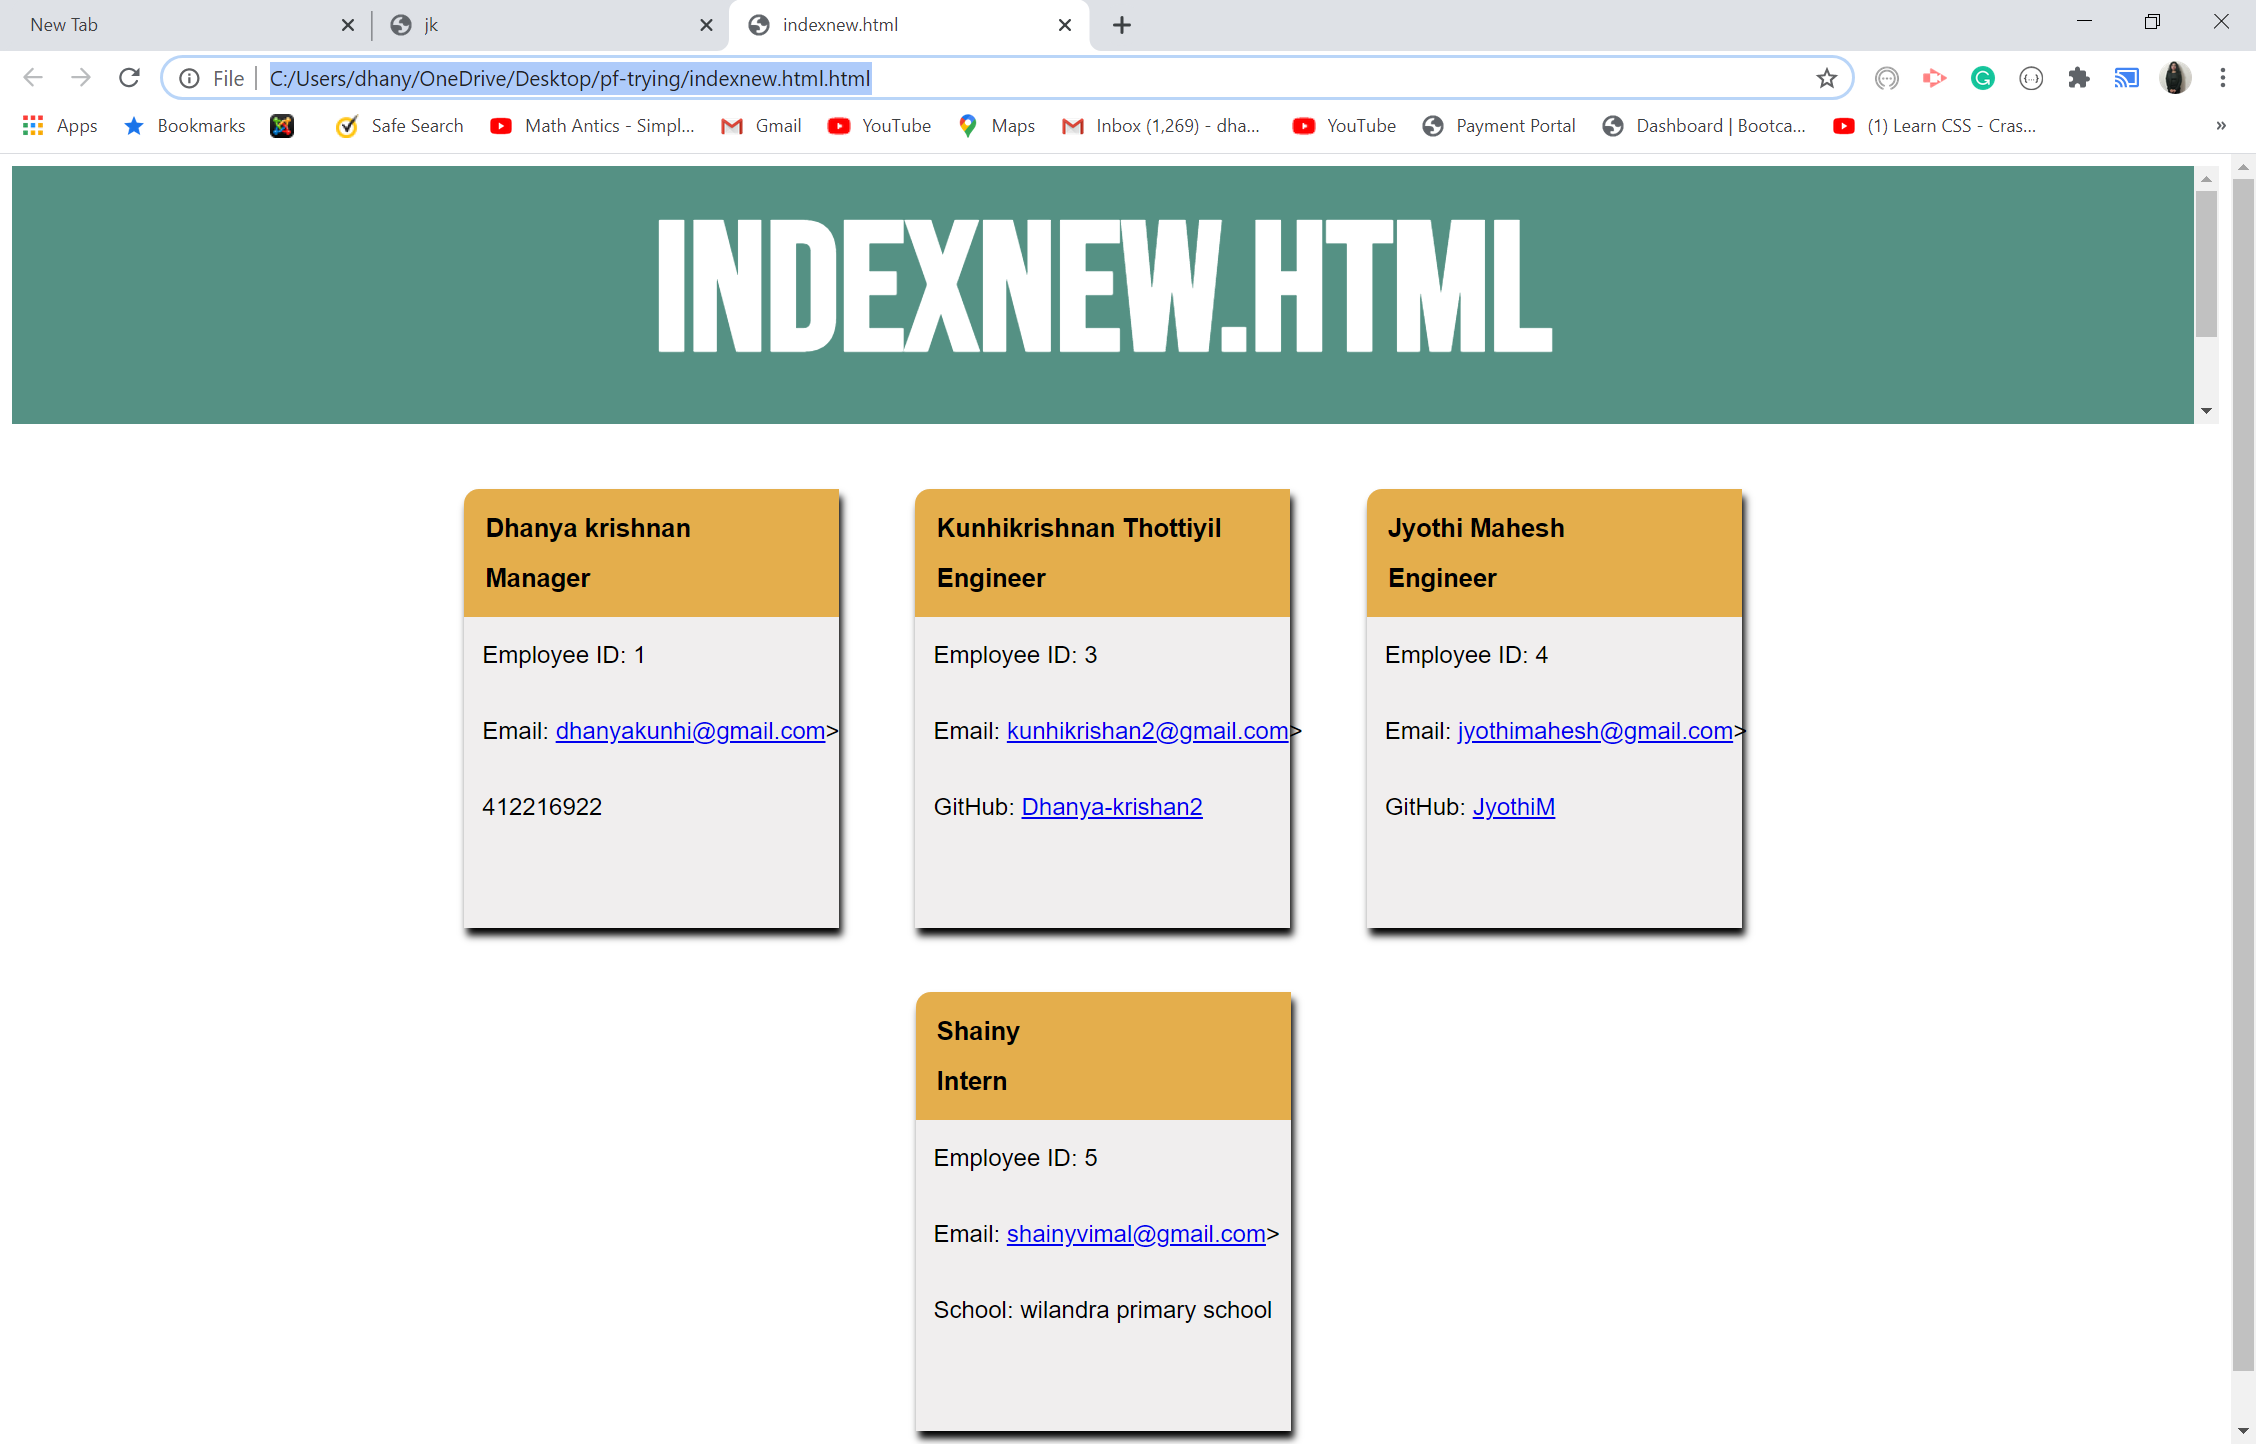 New Tab
jk
indexnew.html
File
C:/Users/dhany/OneDrive/Desktop/pf-trying/indexnew.html.html
Apps
Bookmarks
Safe Search
Math Antics - Simpl...
Gmail
YouTube
Maps
Inbox (1,269) - dha...
YouTube
Payment Portal
Dashboard | Bootca...
(1) Learn CSS - Cras...
»
INDEXNEW.HTML
Dhanya krishnan
Manager
Employee ID: 1
Email: dhanyakunhi@gmail.com>
412216922
Kunhikrishnan Thottiyil
Engineer
Employee ID: 3
Email: kunhikrishan2@gmail.com>
GitHub: Dhanya-krishan2
Jyothi Mahesh
Engineer
Employee ID: 4
Email: jyothimahesh@gmail.com>
GitHub: JyothiM
Shainy
Intern
Employee ID: 5
Email: shainyvimal@gmail.com>
School: wilandra primary school